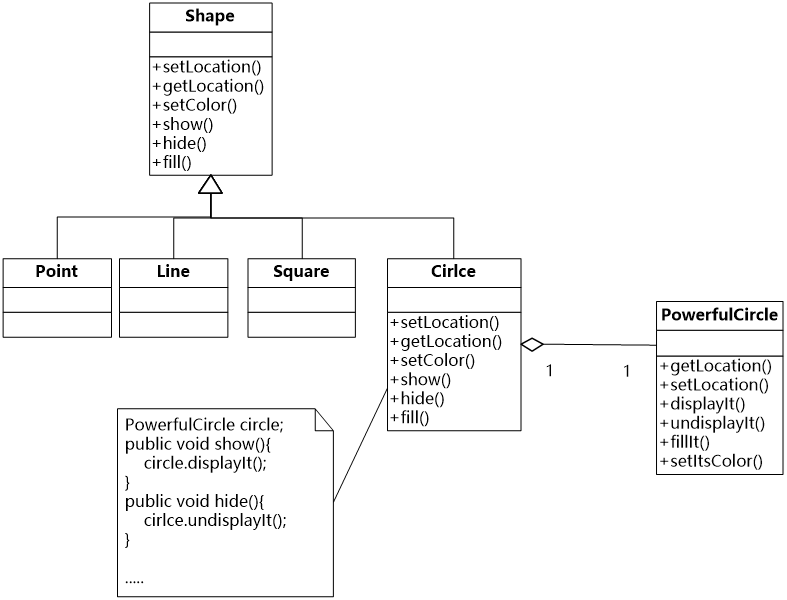 Shape
+setLocation()
+getLocation()
+setColor()
+show()
+hide()
+fill()
Point
Line
Square
Cirlce
+setLocation()
+getLocation()
+setColor()
+show()
+hide()
+fill()
1
1
PowerfulCircle
+getLocation()
+setLocation()
+displayIt()
+undisplayIt()
+fillIt()
+setItsColor()
PowerfulCircle circle;
public void show(){
circle.displayIt();
}
public void hide(){
cirlce.undisplayIt();
}
.....